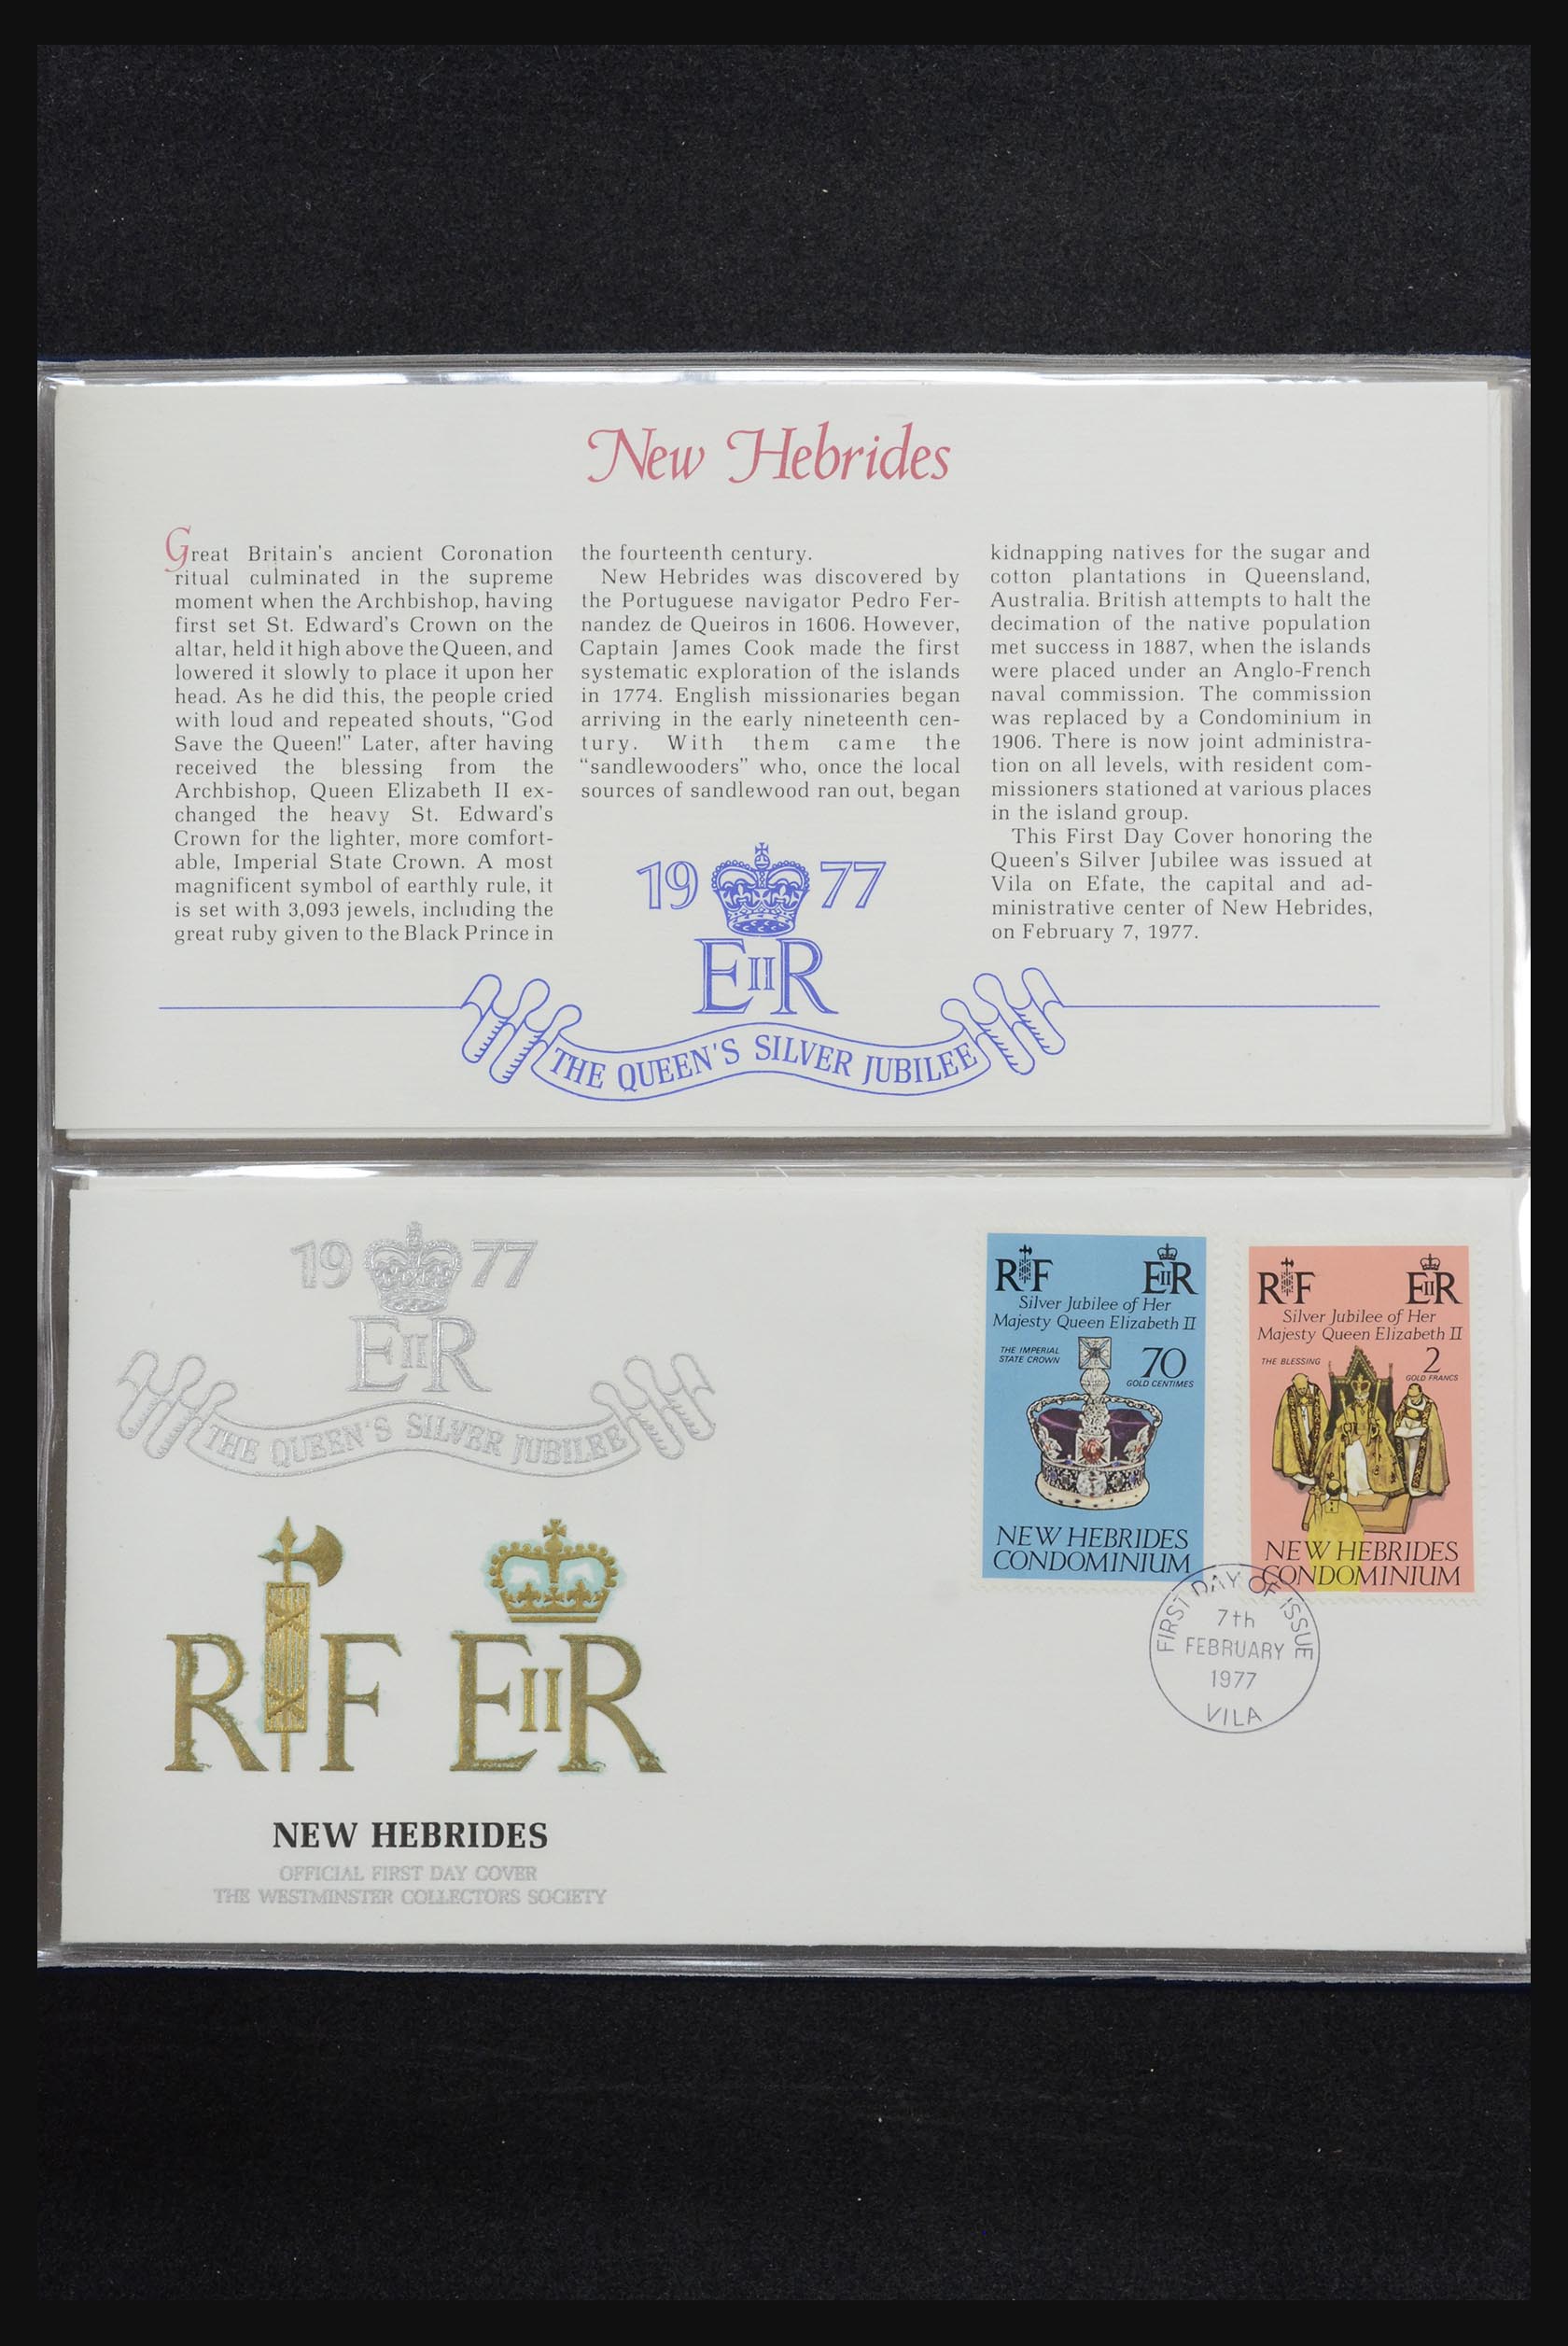 New Hebrides
Great Britain's ancient Coronation
ritual culminated in the supreme
moment when the Archbishop, having
first set St. Edward's Crown on the
altar, held it high above the Queen, and
lowered it slowly to place it upon her
head. As he did this, the people cried
with loud and repeated shouts, "God
Save the Queen!" Later, after having
received the blessing from the
Archbishop, Queen Elizabeth II ex-
changed the heavy St. Edward's
Crown for the lighter, more comfort-
able, Imperial State Crown. A most
magnificent symbol of earthly rule, it
is set with 3,093 jewels, including the
great ruby given to the Black Prince in
the fourteenth century.
New Hebrides was discovered by
the Portuguese navigator Pedro Fer-
nandez de Queiros in 1606. However,
Captain James Cook made the first
systematic exploration of the islands
in 1774. English missionaries began
arriving in the early nineteenth cen-
tury. With them came the
"sandlewooders" who, once the local
sources of sandlewood ran out, began
kidnapping natives for the sugar and
cotton plantations in Queensland,
Australia. British attempts to halt the
decimation of the native population
met success in 1887, when the islands
were placed under an Anglo-French
naval commission. The commission
was replaced by a Condominium in
1906. There is now joint administra-
tion on all levels, with resident com-
missioners stationed at various places
in the island group.
This First Day Cover honoring the
Queen's Silver Jubilee was issued at
Vila on Efate, the capital and ad-
ministrative center of New Hebrides,
on February 7, 1977.
19 77
EIIR
THE QUEEN'S SILVER JUBILEE
19 77
EIIR
THE QUEEN'S SILVER JUBILEE
RF EIIR
NEW HEBRIDES
OFFICIAL FIRST DAY COVER
THE WESTMINSTER COLLECTORS SOCIETY
RF EIIR
Silver Jubilee of Her
Majesty Queen Elizabeth II
THE IMPERIAL
STATE CROWN
70
GOLD CENTIMES
NEW HEBRIDES
CONDOMINIUM
RF EIIR
Silver Jubilee of Her
Majesty Queen Elizabeth II
THE BLESSING
2
GOLD FRANCS
NEW HEBRIDES
CONDOMINIUM
FIRST DAY OF ISSUE
7th
FEBRUARY
1977
VILA